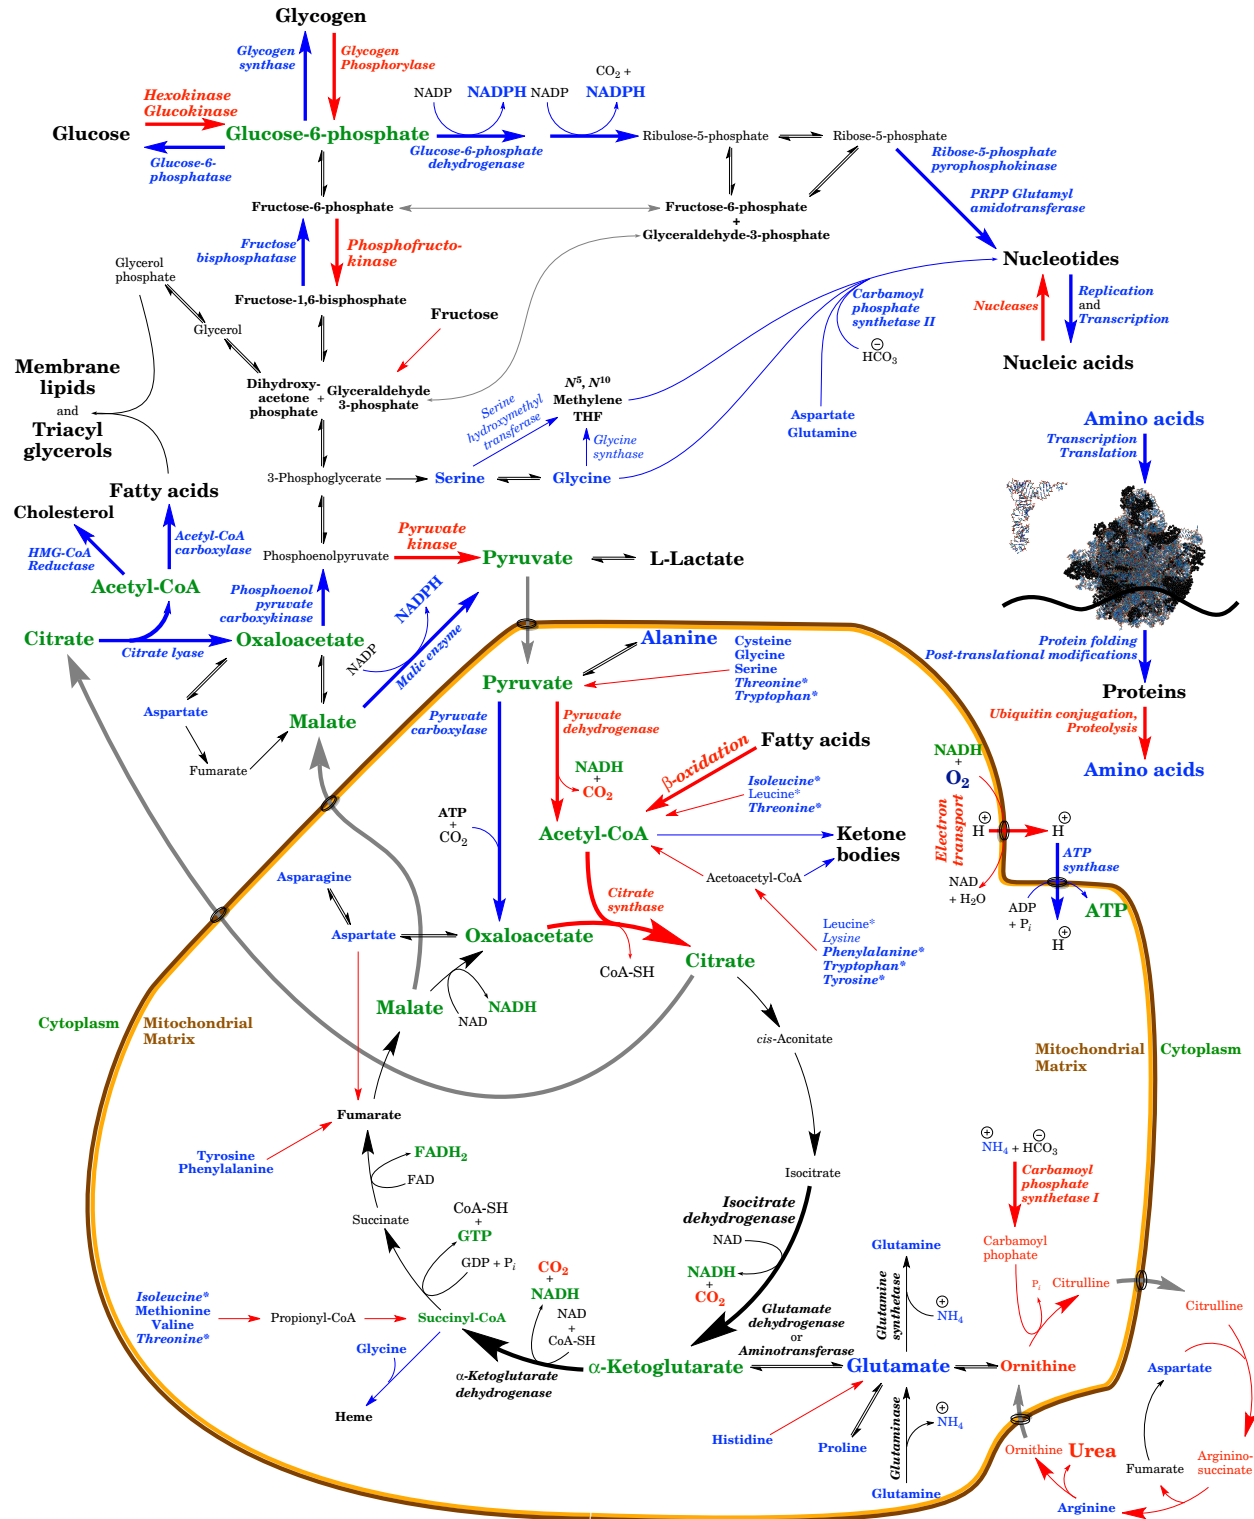 Glycogen
Glycogen
synthase
Glycogen
Phosphorylase
Hexokinase
Glucokinase
Glucose
Glucose-6-phosphate
Glucose-6-
phosphatase
NADP
NADPH
NADP
CO2 +
NADPH
Glucose-6-phosphate
dehydrogenase
Ribulose-5-phosphate
Ribose-5-phosphate
Ribose-5-phosphate
pyrophosphokinase
PRPP Glutamyl
amidotransferase
Fructose-6-phosphate
Fructose-6-phosphate
+
Glyceraldehyde-3-phosphate
Fructose
bisphosphatase
Phosphofructo-
kinase
Nucleotides
Nucleases
Replication
and
Transcription
Nucleic acids
Glycerol
phosphate
Fructose-1,6-bisphosphate
Glycerol
Fructose
Carbamoyl
phosphate
synthetase II
−
HCO3
Membrane
lipids
and
Triacyl
glycerols
Dihydroxy-
acetone
phosphate
+
Glyceraldehyde
3-phosphate
N5, N10
Methylene
THF
Serine
hydroxymethyl
transferase
Glycine
synthase
Aspartate
Glutamine
3-Phosphoglycerate
Serine
Glycine
Amino acids
Transcription
Translation
Fatty acids
Cholesterol
HMG-CoA
Reductase
Acetyl-CoA
carboxylase
Phosphoenolpyruvate
Pyruvate
kinase
Pyruvate
L-Lactate
Acetyl-CoA
Phosphoenol
pyruvate
carboxykinase
NADPH
NADP
Malic enzyme
Citrate
Citrate lyase
Oxaloacetate
Aspartate
Fumarate
Malate
Protein folding
Post-translational modifications
Proteins
Ubiquitin conjugation,
Proteolysis
Amino acids
Alanine
Cysteine
Glycine
Serine
Threonine*
Tryptophan*
Pyruvate
Pyruvate
carboxylase
Pyruvate
dehydrogenase
NADH
+
CO2
β-oxidation
Fatty acids
Isoleucine*
Leucine*
Threonine*
NADH
+
O2
Electron
transport
+
H
+
H
NAD
+ H2O
ATP
synthase
ADP
+ Pi
ATP
+
H
ATP
+
CO2
Acetyl-CoA
Ketone
bodies
Acetoacetyl-CoA
Leucine*
Lysine
Phenylalanine*
Tryptophan*
Tyrosine*
Asparagine
Aspartate
Oxaloacetate
Citrate
synthase
CoA-SH
Citrate
Malate
NAD
NADH
Cytoplasm
Mitochondrial
Matrix
cis-Aconitate
Mitochondrial
Matrix
Cytoplasm
Fumarate
Tyrosine
Phenylalanine
FADH2
FAD
Succinate
Isocitrate
Isocitrate
dehydrogenase
NAD
NADH
+
CO2
CoA-SH
+
GTP
GDP + Pi
CO2
+
NADH
NAD
+
CoA-SH
+ −
NH4 + HCO3
Carbamoyl
phosphate
synthetase I
Carbamoyl
phophate
Pi
Citrulline
Citrulline
Isoleucine*
Methionine
Valine
Threonine*
Propionyl-CoA
Succinyl-CoA
Glycine
Heme
α-Ketoglutarate
dehydrogenase
α-Ketoglutarate
Glutamate
dehydrogenase
or
Aminotransferase
Glutamine
Glutamine
synthetase
+
NH4
Glutamate
Ornithine
Histidine
Proline
Glutaminase
+
NH4
Glutamine
Aspartate
Ornithine
Urea
Fumarate
Arginino-
succinate
Arginine